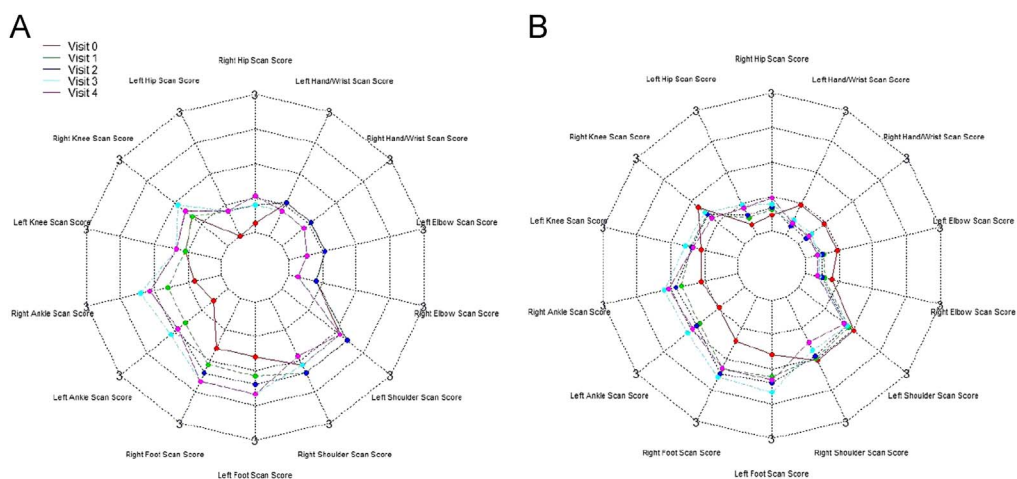 A
B
Visit 0
Visit 1
Visit 2
Visit 3
Visit 4
Right Hip Scan Score
Left Hip Scan Score
Left Hand/Wrist Scan Score
Right Knee Scan Score
Right Hand/Wrist Scan Score
Left Knee Scan Score
Left Elbow Scan Score
Right Ankle Scan Score
Right Elbow Scan Score
Left Ankle Scan Score
Left Shoulder Scan Score
Right Foot Scan Score
Right Shoulder Scan Score
Left Foot Scan Score
3
3
3
3
3
3
3
3
3
3
3
3
3
Right Hip Scan Score
Left Hip Scan Score
Left Hand/Wrist Scan Score
Right Knee Scan Score
Right Hand/Wrist Scan Score
Left Knee Scan Score
Left Elbow Scan Score
Right Ankle Scan Score
Right Elbow Scan Score
Left Ankle Scan Score
Left Shoulder Scan Score
Right Foot Scan Score
Right Shoulder Scan Score
Left Foot Scan Score
3
3
3
3
3
3
3
3
3
3
3
3
3